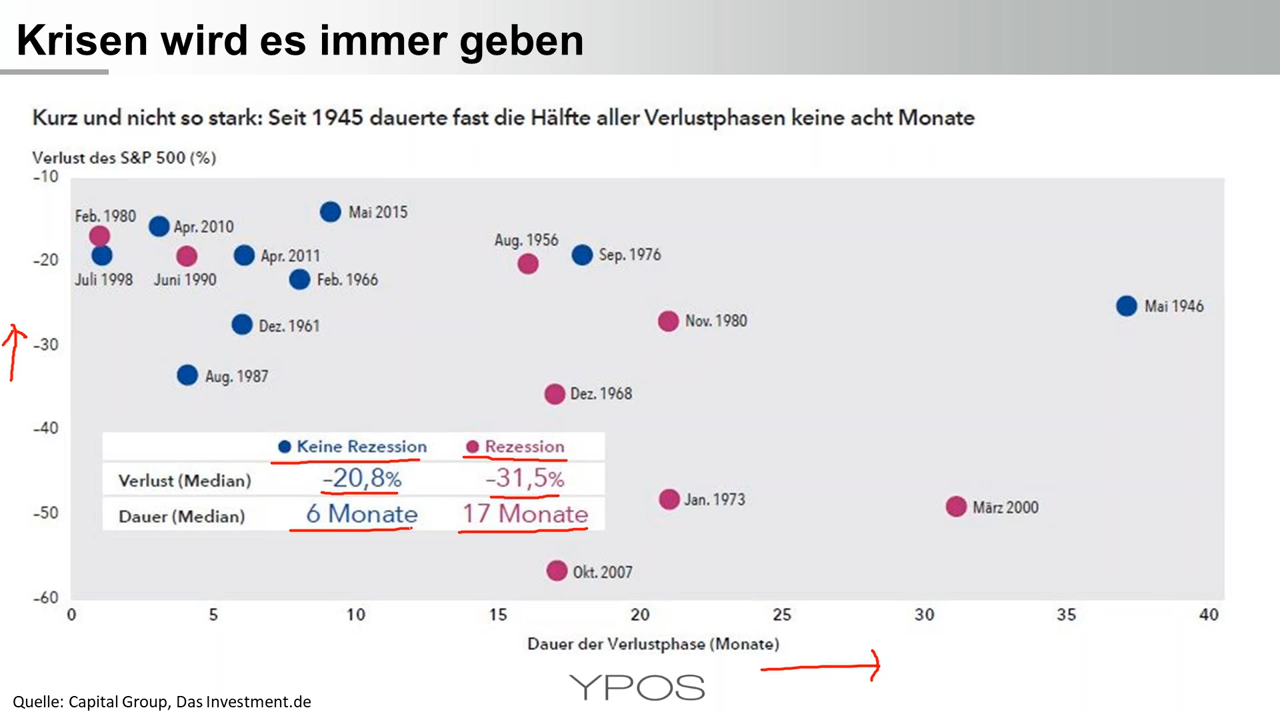 Krisen wird es immer geben
Kurz und nicht so stark: Seit 1945 dauerte fast die Hälfte aller Verlustphasen keine acht Monate
Verlust des S&P 500 (%)
–10
–20
–30
–40
–50
–60
Feb. 1980
Apr. 2010
Mai 2015
Juli 1998
Juni 1990
Apr. 2011
Feb. 1966
Aug. 1956
Sep. 1976
Dez. 1961
Nov. 1980
Mai 1946
Aug. 1987
Dez. 1968
Jan. 1973
März 2000
Okt. 2007
Keine Rezession Rezession
Verlust (Median) –20,8% –31,5%
Dauer (Median) 6 Monate 17 Monate
0 5 10 15 20 25 30 35 40
Dauer der Verlustphase (Monate)
YPOS
Quelle: Capital Group, Das Investment.de